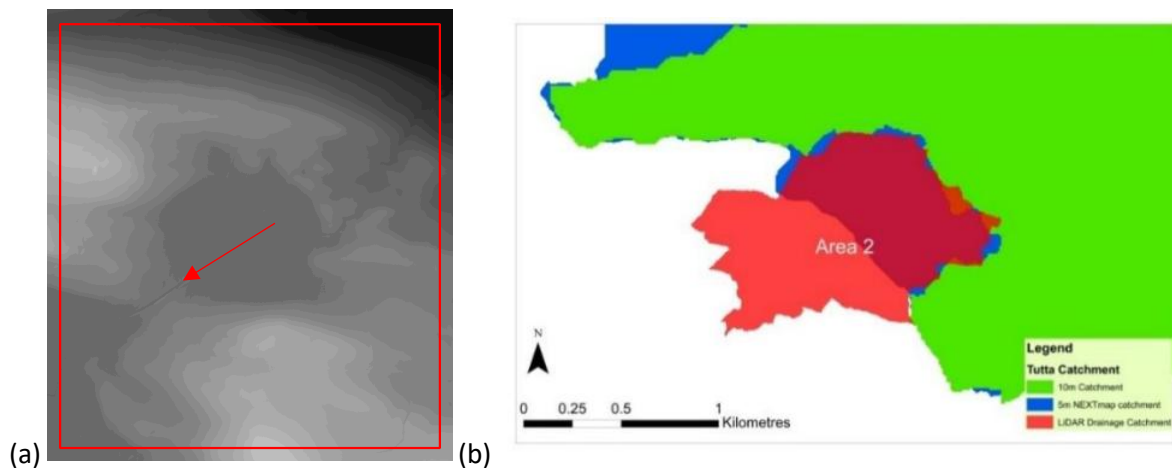 (a)
(b)
Area 2
N
0 0.25 0.5 1
Kilometres
Legend
Tutta Catchment
10m Catchment
5m NEXTmap catchment
LiDAR Drainage Catchment